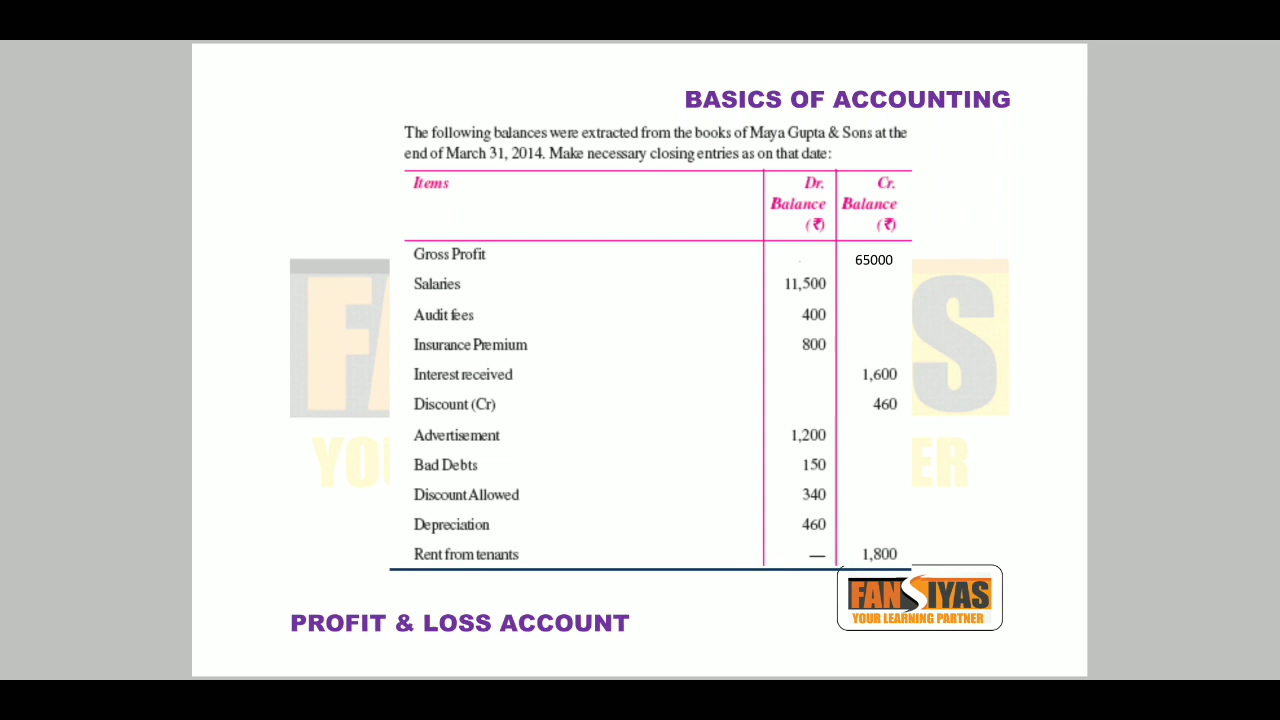 BASICS OF ACCOUNTING
The following balances were extracted from the books of Maya Gupta & Sons at the
end of March 31, 2014. Make necessary closing entries as on that date:
Items Dr. Cr.
Balance Balance
(₹) (₹)
Gross Profit 65000
Salaries 11,500
Audit fees 400
Insurance Premium 800
Interest received 1,600
Discount (Cr) 460
Advertisement 1,200
Bad Debts 150
Discount Allowed 340
Depreciation 460
Rent from tenants — 1,800
FANSIYAS
YOUR LEARNING PARTNER
PROFIT & LOSS ACCOUNT